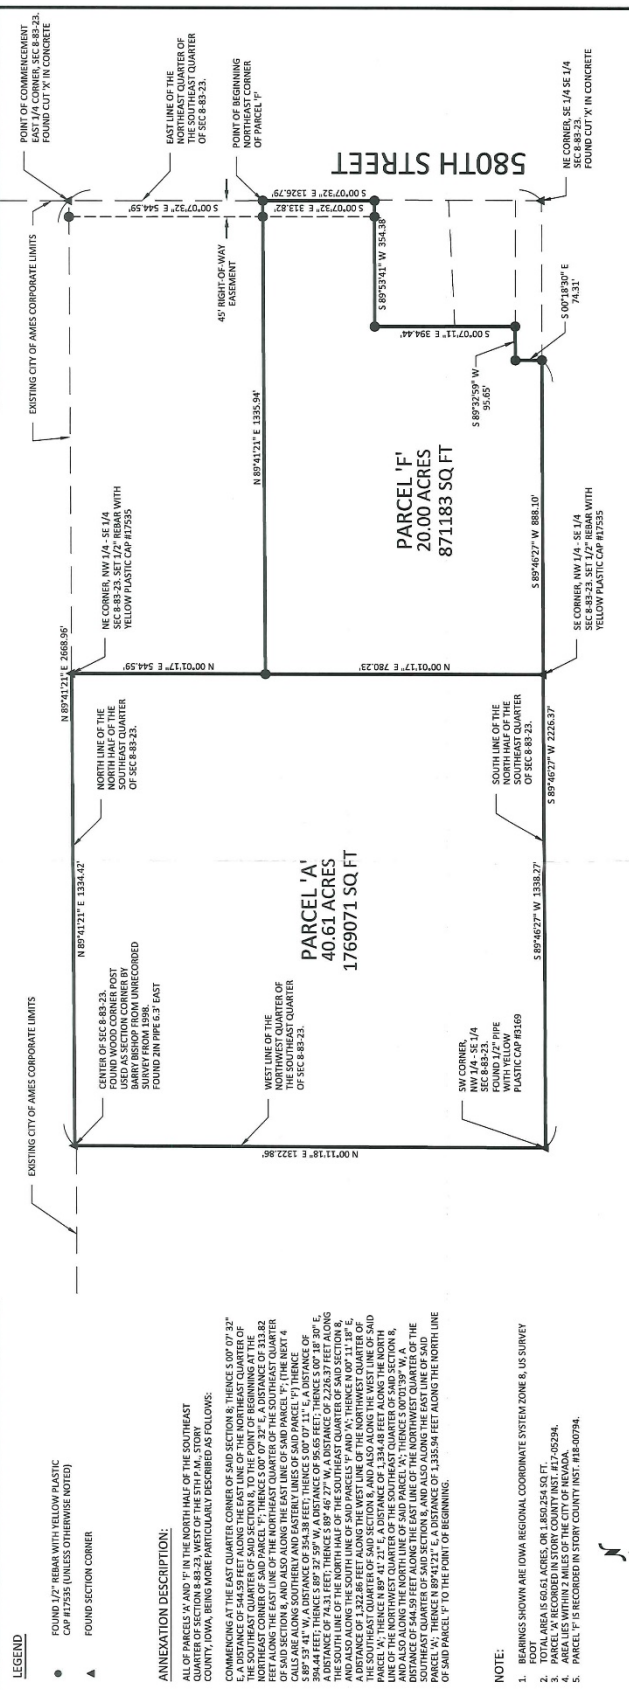 LEGEND
FOUND 1/2" REBAR WITH YELLOW PLASTIC
CAP #17535 (UNLESS OTHERWISE NOTED)
FOUND SECTION CORNER
ANNEXATION DESCRIPTION:
ALL OF PARCELS 'A' AND 'F' IN THE NORTH HALF OF THE SOUTHEAST
QUARTER OF SECTION 8-83-23, WEST OF THE 5TH P.M., STORY
COUNTY, IOWA, BEING MORE PARTICULARLY DESCRIBED AS FOLLOWS:
COMMENCING AT THE EAST QUARTER CORNER OF SAID SECTION 8; THENCE S 00° 07' 32"
E, A DISTANCE OF 544.59 FEET ALONG THE EAST LINE OF THE NORTHEAST QUARTER OF
THE SOUTHEAST QUARTER OF SAID SECTION 8, TO THE POINT OF BEGINNING AT THE
NORTHEAST CORNER OF SAID PARCEL 'F'; THENCE S 00° 07' 32" E, A DISTANCE OF 313.82
FEET ALONG THE EAST LINE OF THE NORTHEAST QUARTER OF THE SOUTHEAST QUARTER
OF SAID SECTION 8, AND ALSO ALONG THE EAST LINE OF SAID PARCEL 'F'; (THE NEXT 4
CALLS ARE ALONG SOUTHERLY AND EASTERLY LINES OF SAID PARCEL 'F') THENCE
S 89° 53' 41" W, A DISTANCE OF 354.38 FEET; THENCE S 00° 07' 11" E, A DISTANCE OF
394.44 FEET; THENCE S 89° 32' 59" W, A DISTANCE OF 95.65 FEET; THENCE S 00° 18' 30" E,
A DISTANCE OF 74.31 FEET; THENCE S 89° 46' 27" W, A DISTANCE OF 2,226.37 FEET ALONG
THE SOUTH LINE OF THE NORTH HALF OF THE SOUTHEAST QUARTER OF SAID SECTION 8,
AND ALSO ALONG THE SOUTH LINE OF SAID PARCELS 'F' AND 'A'; THENCE N 00° 11' 18" E,
A DISTANCE OF 1,322.86 FEET ALONG THE WEST LINE OF THE NORTHWEST QUARTER OF
THE SOUTHEAST QUARTER OF SAID SECTION 8, AND ALSO ALONG THE WEST LINE OF SAID
PARCEL 'A'; THENCE N 89° 41' 21" E, A DISTANCE OF 1,334.48 FEET ALONG THE NORTH
LINE OF THE NORTHWEST QUARTER OF THE SOUTHEAST QUARTER OF SAID SECTION 8,
AND ALSO ALONG THE NORTH LINE OF SAID PARCEL 'A'; THENCE S 00°01'39" W, A
DISTANCE OF 544.59 FEET ALONG THE EAST LINE OF THE NORTHWEST QUARTER OF THE
SOUTHEAST QUARTER OF SAID SECTION 8, AND ALSO ALONG THE EAST LINE OF SAID
PARCEL 'A'; THENCE N 89°41'21" E, A DISTANCE OF 1,335.94 FEET ALONG THE NORTH LINE
OF SAID PARCEL 'F' TO THE POINT OF BEGINNING.
NOTE:
1. BEARINGS SHOWN ARE IOWA REGIONAL COORDINATE SYSTEM ZONE 8, US SURVEY
FOOT
2. TOTAL AREA IS 60.61 ACRES, OR 1,850,254 SQ FT.
3. PARCEL 'A' RECORDED IN STORY COUNTY INST. #17-05294.
4. AREA LIES WITHIN 2 MILES OF THE CITY OF NEVADA.
5. PARCEL 'F' IS RECORDED IN STORY COUNTY INST. #18-00794.
EXISTING CITY OF AMES CORPORATE LIMITS
CENTER OF SEC 8-83-23.
FOUND WOOD CORNER POST
USED AS SECTION CORNER BY
BARRY BISHOP FROM UNRECORDED
SURVEY FROM 1998.
FOUND 2IN PIPE 6.3' EAST
N 89°41'21" E 1334.42'
NORTH LINE OF THE
NORTH HALF OF THE
SOUTHEAST QUARTER
OF SEC 8-83-23.
N 89°41'21" E 2668.96'
NE CORNER, NW 1/4 - SE 1/4
SEC 8-83-23. SET 1/2" REBAR WITH
YELLOW PLASTIC CAP #17535
EXISTING CITY OF AMES CORPORATE LIMITS
POINT OF COMMENCEMENT
EAST 1/4 CORNER, SEC 8-83-23.
FOUND CUT 'X' IN CONCRETE
EAST LINE OF THE
NORTHEAST QUARTER OF
THE SOUTHEAST QUARTER
OF SEC 8-83-23.
POINT OF BEGINNING
NORTHEAST CORNER
OF PARCEL 'F'
S 00°07'32" E 544.59'
45' RIGHT-OF-WAY
EASEMENT
S 00°07'32" E 1326.79'
S 00°07'32" E 313.82'
580TH STREET
N 00°01'17" E 544.59'
N 89°41'21" E 1335.94'
S 89°53'41" W 354.38'
S 00°07'11" E 394.44'
S 89°32'59" W
95.65'
S 00°18'30" E
74.31'
NE CORNER, SE 1/4 SE 1/4
SEC 8-83-23.
FOUND CUT 'X' IN CONCRETE
PARCEL 'F'
20.00 ACRES
871183 SQ FT
N 00°01'17" E 780.23'
S 89°46'27" W 888.10'
SE CORNER, NW 1/4 - SE 1/4
SEC 8-83-23. SET 1/2" REBAR WITH
YELLOW PLASTIC CAP #17535
WEST LINE OF THE
NORTHWEST QUARTER OF
THE SOUTHEAST QUARTER
OF SEC 8-83-23.
N 00°11'18" E 1322.86'
PARCEL 'A'
40.61 ACRES
1769071 SQ FT
SW CORNER,
NW 1/4 - SE 1/4
SEC 8-83-23.
FOUND 1/2" PIPE
WITH YELLOW
PLASTIC CAP #3169
S 89°46'27" W 1338.27'
SOUTH LINE OF THE
NORTH HALF OF THE
SOUTHEAST QUARTER
OF SEC 8-83-23.
S 89°46'27" W 2226.37'